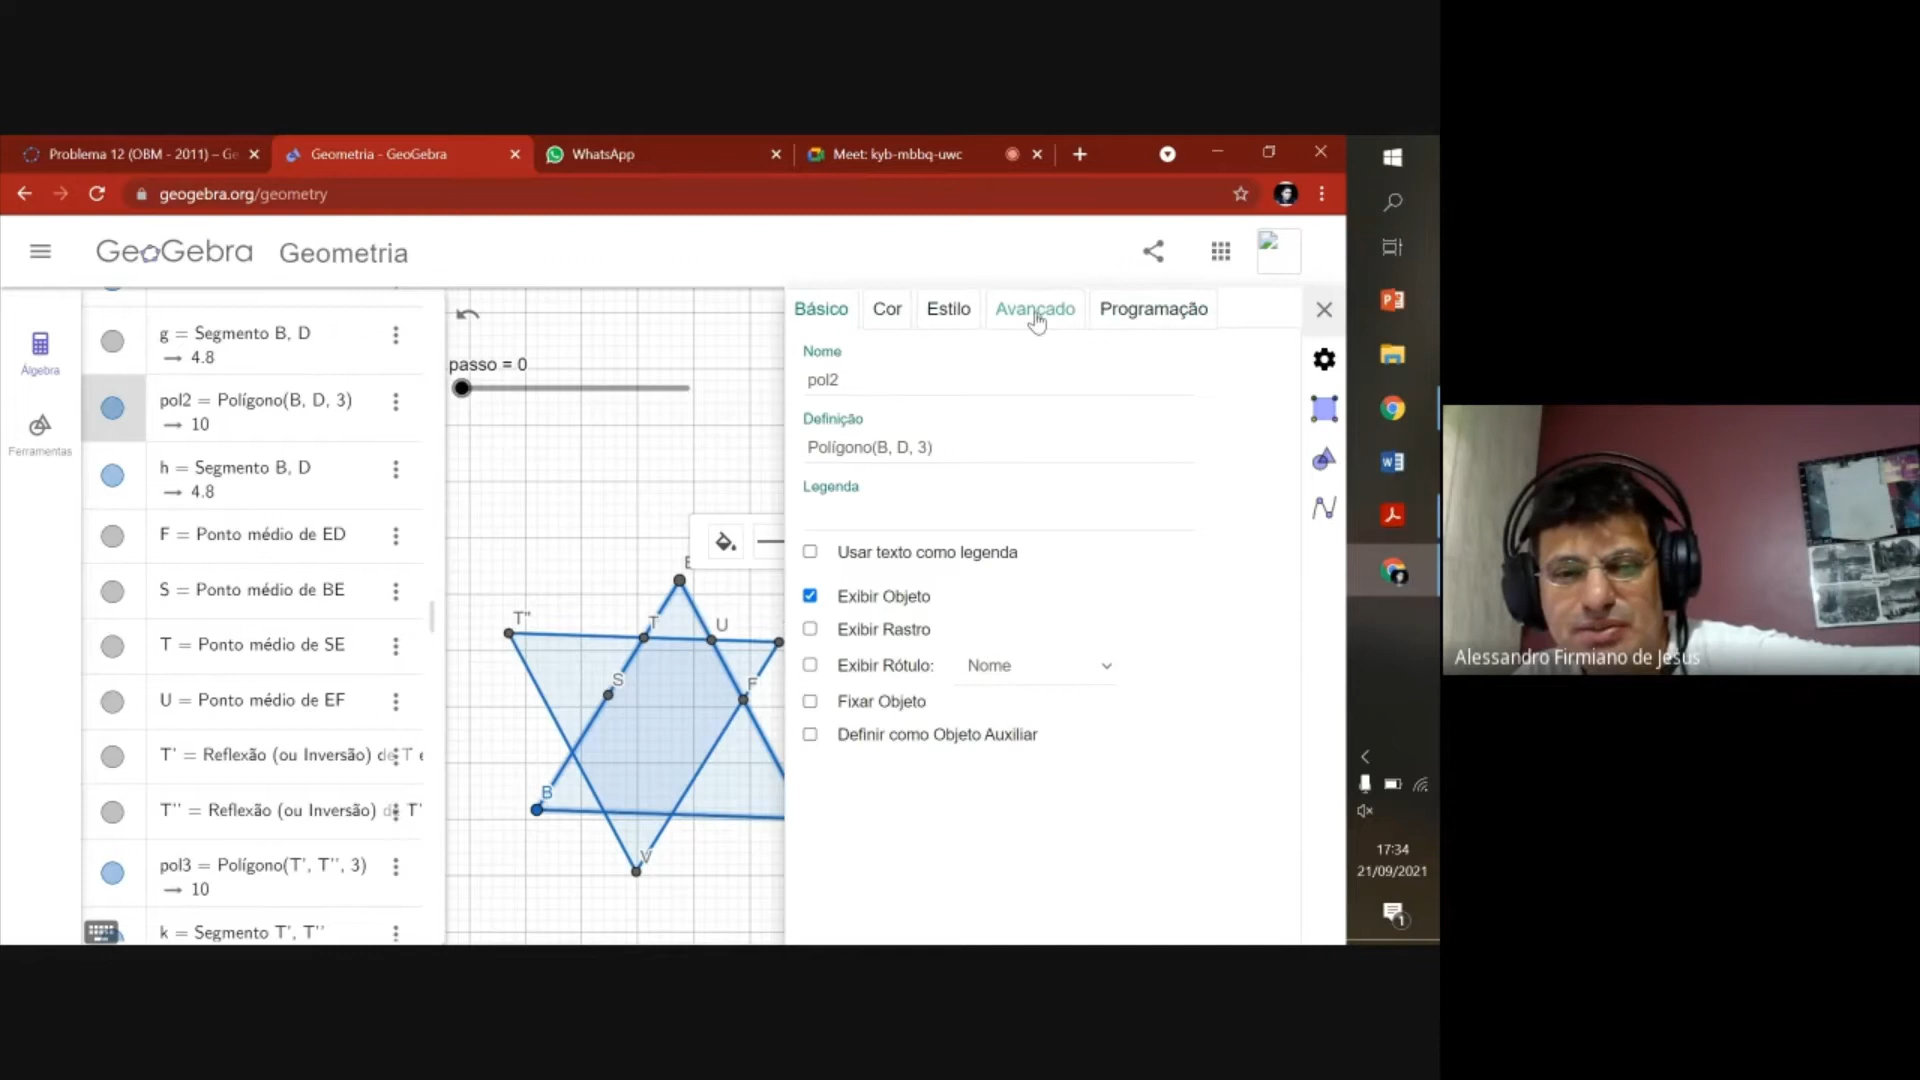 Problema 12 (OBM - 2011) – Ge
Geometria - GeoGebra
WhatsApp
Meet: kyb-mbbq-uwc
geogebra.org/geometry
GeoGebra Geometria
Álgebra
Ferramentas
g = Segmento B, D
→ 4.8
pol2 = Polígono(B, D, 3)
→ 10
h = Segmento B, D
→ 4.8
F = Ponto médio de ED
S = Ponto médio de BE
T = Ponto médio de SE
U = Ponto médio de EF
T' = Reflexão (ou Inversão) de T e
T'' = Reflexão (ou Inversão) de T'
pol3 = Polígono(T', T'', 3)
→ 10
k = Segmento T', T''
passo = 0
T''
T
U
S
F
B
V
Básico
Cor
Estilo
Avançado
Programação
Nome
pol2
Definição
Polígono(B, D, 3)
Legenda
Usar texto como legenda
Exibir Objeto
Exibir Rastro
Exibir Rótulo: Nome
Fixar Objeto
Definir como Objeto Auxiliar
17:34
21/09/2021
1
Alessandro Firmiano de Jesus